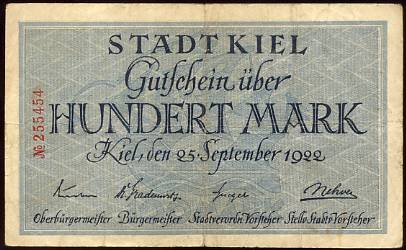 STADT KIEL
Gutschein über
HUNDERT MARK
Kiel, den 25. September 1922
№ 255454
Oberbürgermeister Bürgermeister Stadtverordn. Vorsteher Stellv. Stadtv. Vorsteher